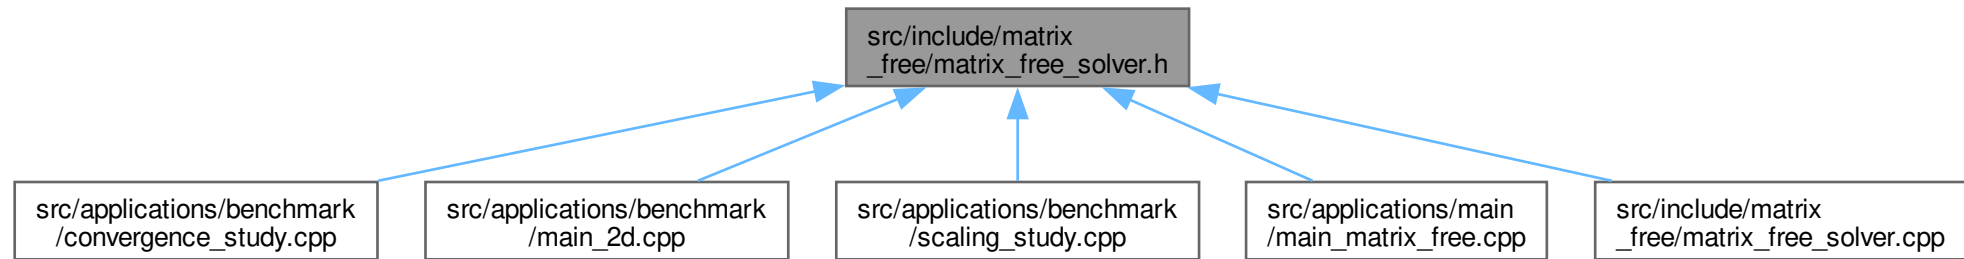 src/include/matrix
_free/matrix_free_solver.h
src/applications/benchmark
/convergence_study.cpp
src/applications/benchmark
/main_2d.cpp
src/applications/benchmark
/scaling_study.cpp
src/applications/main
/main_matrix_free.cpp
src/include/matrix
_free/matrix_free_solver.cpp